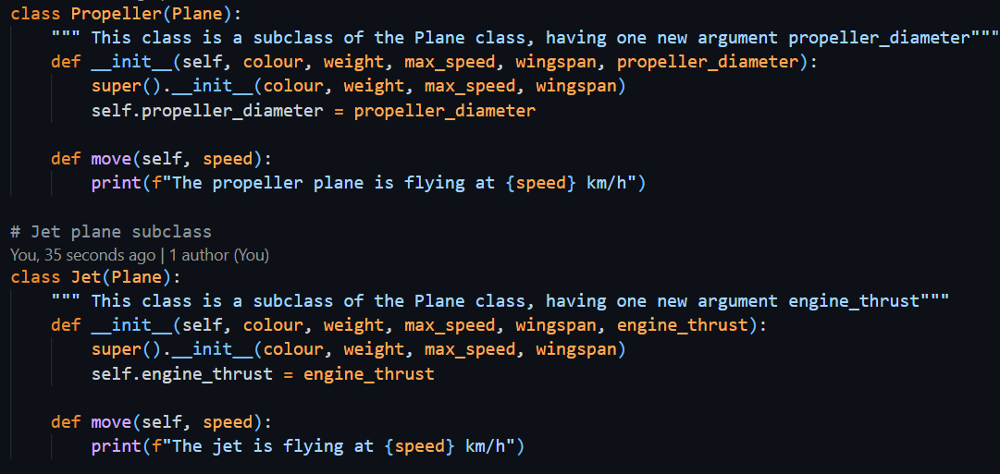 class Propeller(Plane):
    """ This class is a subclass of the Plane class, having one new argument propeller_diameter"""
    def __init__(self, colour, weight, max_speed, wingspan, propeller_diameter):
        super().__init__(colour, weight, max_speed, wingspan)
        self.propeller_diameter = propeller_diameter

    def move(self, speed):
        print(f"The propeller plane is flying at {speed} km/h")

# Jet plane subclass
You, 35 seconds ago | 1 author (You)
class Jet(Plane):
    """ This class is a subclass of the Plane class, having one new argument engine_thrust"""
    def __init__(self, colour, weight, max_speed, wingspan, engine_thrust):
        super().__init__(colour, weight, max_speed, wingspan)
        self.engine_thrust = engine_thrust

    def move(self, speed):
        print(f"The jet is flying at {speed} km/h")